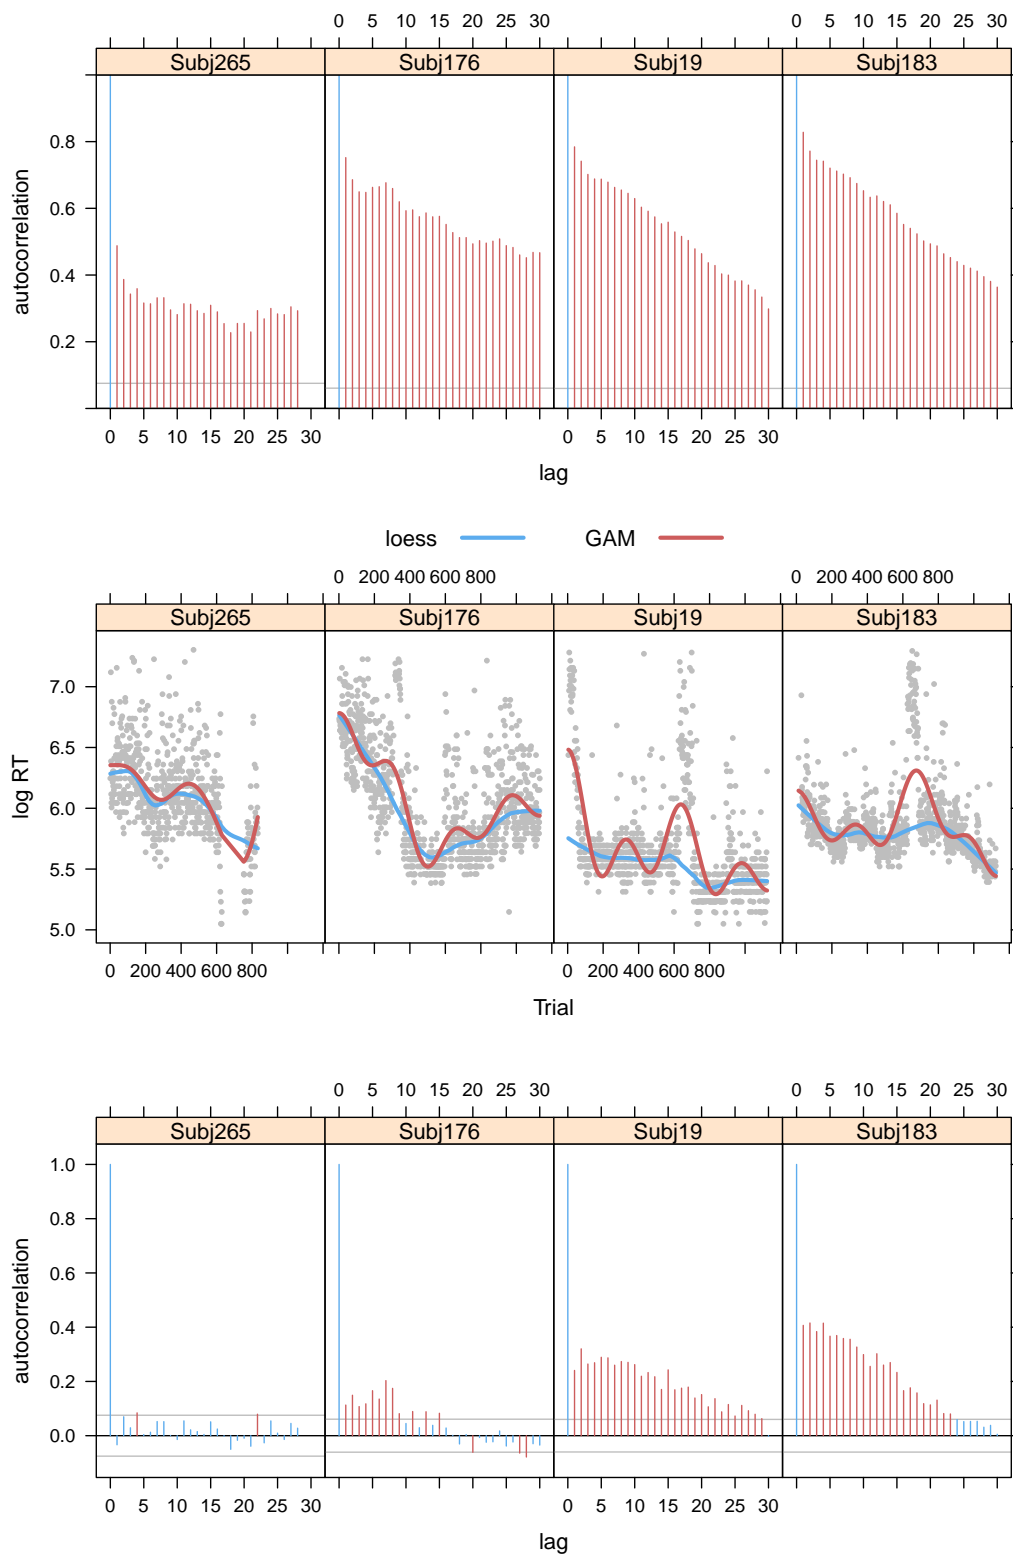 0 5 10 15 20 25 30 0 5 10 15 20 25 30
Subj265 Subj176 Subj19 Subj183
autocorrelation
0.8
0.6
0.4
0.2
0 5 10 15 20 25 30 0 5 10 15 20 25 30
lag
loess GAM
0 200 400 600 800 0 200 400 600 800
Subj265 Subj176 Subj19 Subj183
log RT
7.0
6.5
6.0
5.5
5.0
0 200 400 600 800 0 200 400 600 800
Trial
0 5 10 15 20 25 30 0 5 10 15 20 25 30
Subj265 Subj176 Subj19 Subj183
autocorrelation
1.0
0.8
0.6
0.4
0.2
0.0
0 5 10 15 20 25 30 0 5 10 15 20 25 30
lag